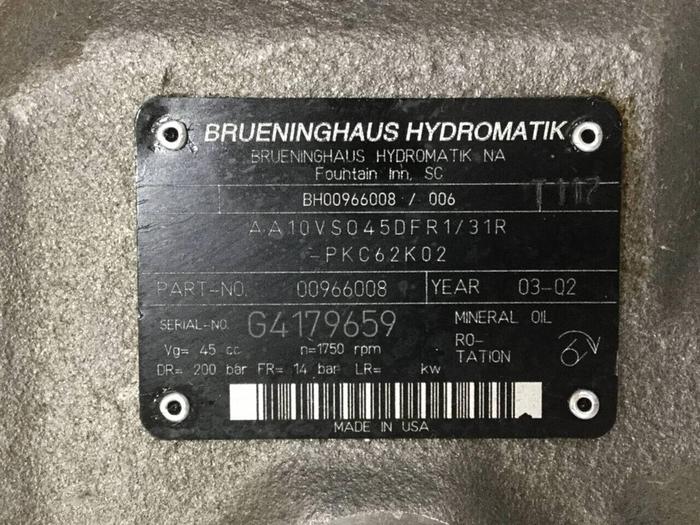 BRUENINGHAUS HYDROMATIK
BRUENINGHAUS HYDROMATIK NA
Fouhtain Inn, SC
BH00966008 / 006
AA10VSO45DFR1/31R
-PKC62K02
PART-NO. 00966008 YEAR 03-02
SERIAL-NO. G4179659 MINERAL OIL
Vg= 45 cc n=1750 rpm RO-
TATION
DR= 200 bar FR= 14 bar LR= kw
MADE IN USA